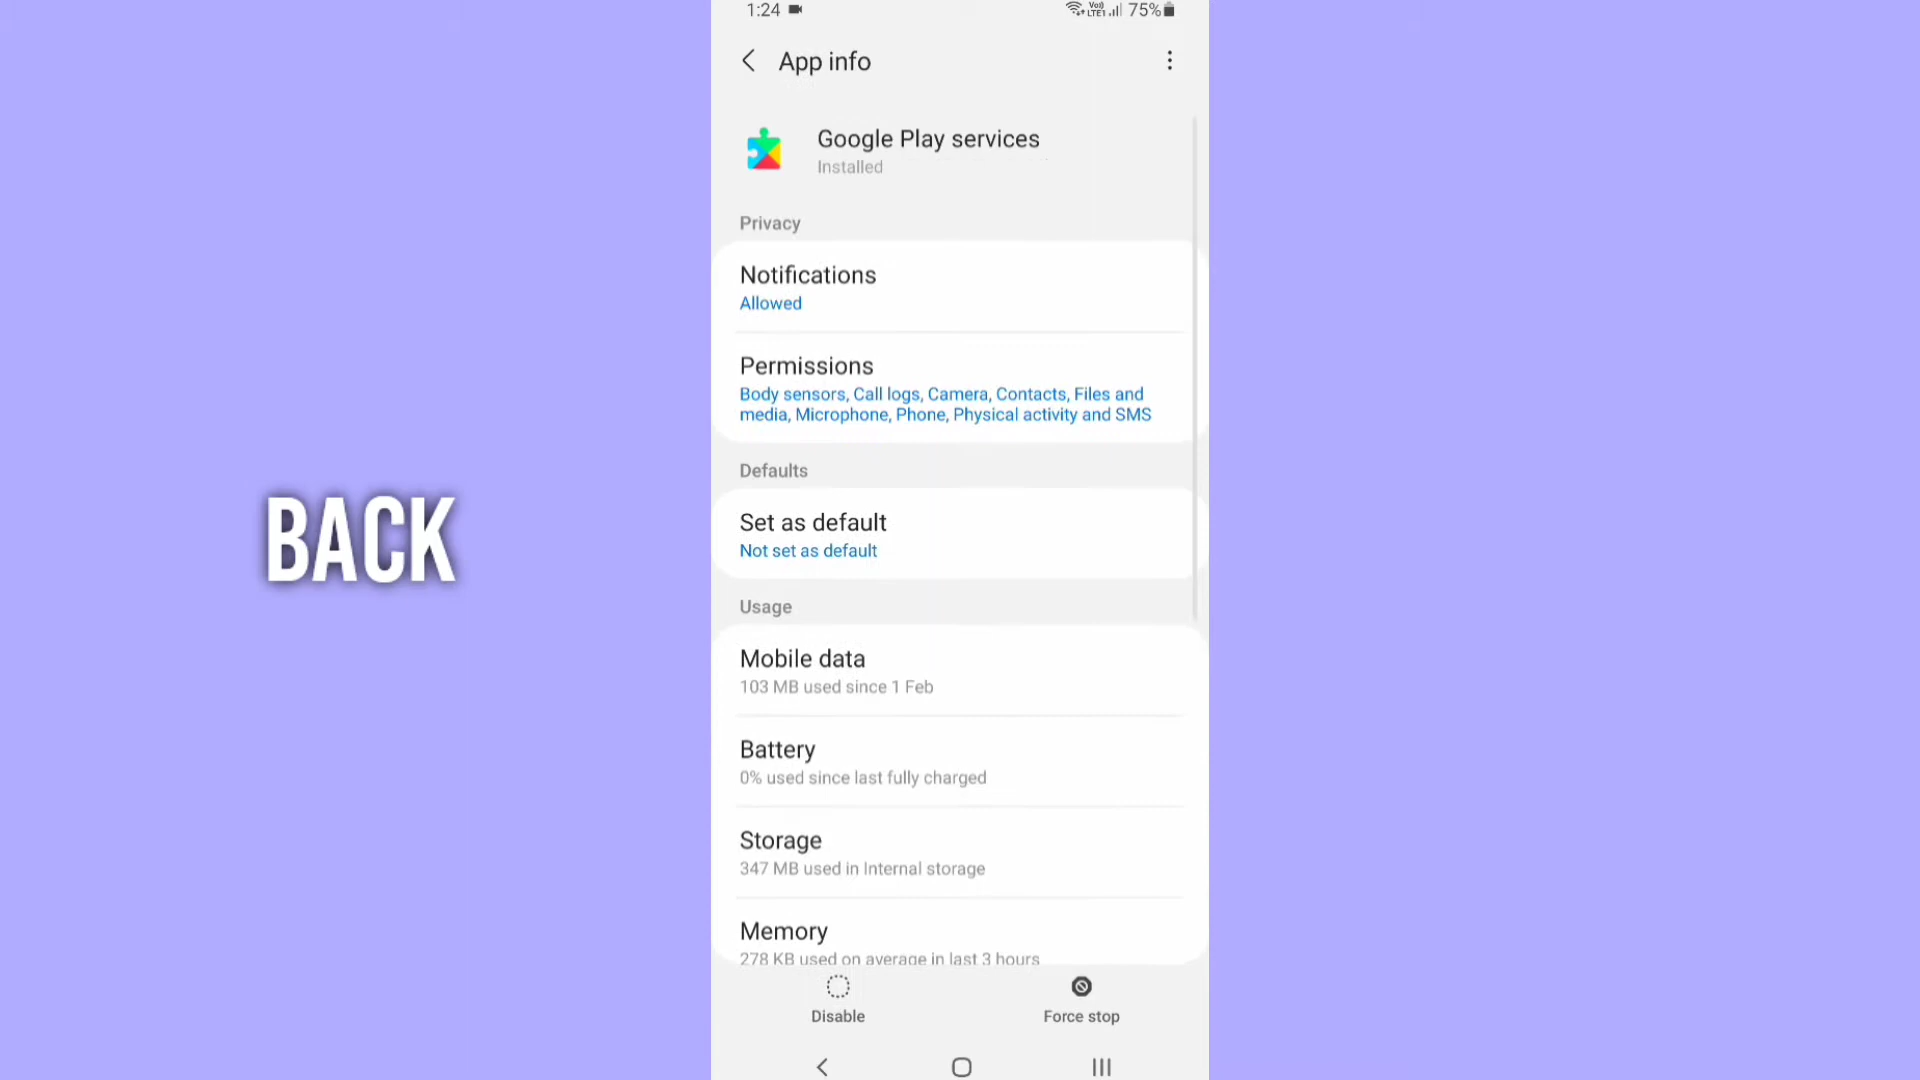 1:24
Vo)) LTE1 75%
App info
Google Play services
Installed
Privacy
Notifications
Allowed
Permissions
Body sensors, Call logs, Camera, Contacts, Files and
media, Microphone, Phone, Physical activity and SMS
Defaults
Set as default
Not set as default
BACK
Usage
Mobile data
103 MB used since 1 Feb
Battery
0% used since last fully charged
Storage
347 MB used in Internal storage
Memory
278 KB used on average in last 3 hours
Disable
Force stop